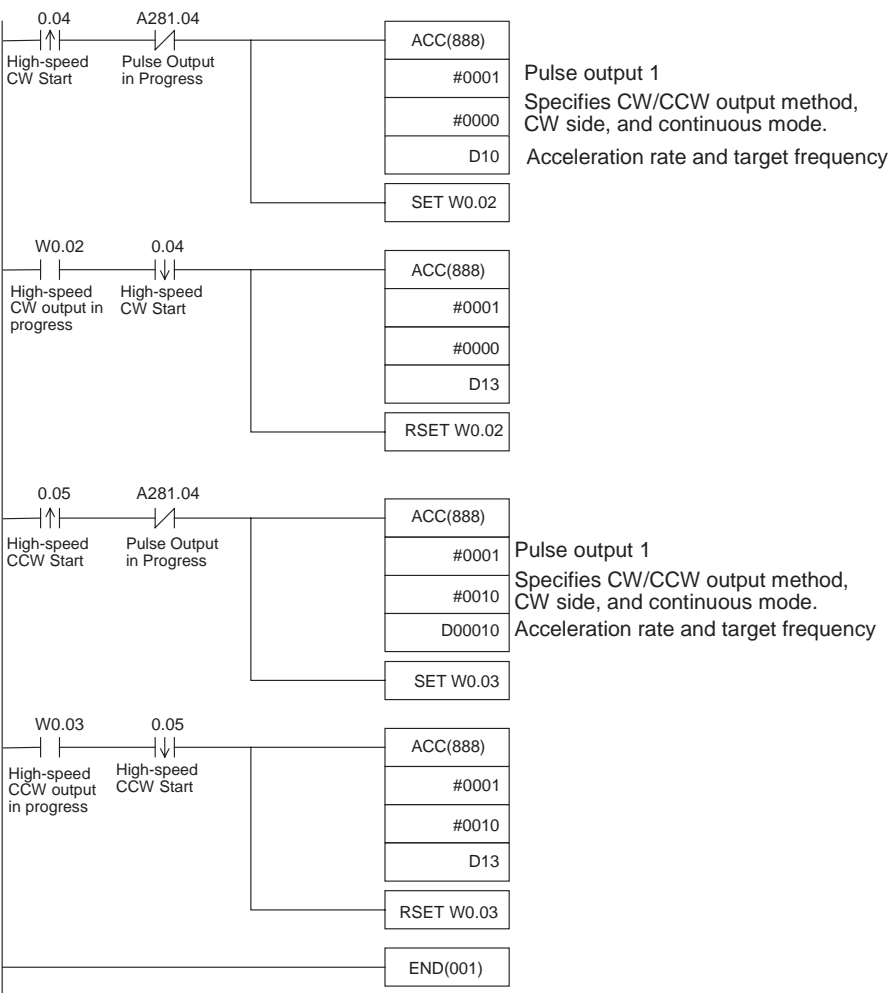 0.04 A281.04
ACC(888)
High-speed
CW Start
Pulse Output
in Progress
#0001 Pulse output 1
#0000 Specifies CW/CCW output method,
CW side, and continuous mode.
D10 Acceleration rate and target frequency
SET W0.02
W0.02 0.04
ACC(888)
High-speed
CW output in
progress
High-speed
CW Start
#0001
#0000
D13
RSET W0.02
0.05 A281.04
ACC(888)
High-speed
CCW Start
Pulse Output
in Progress
#0001 Pulse output 1
#0010 Specifies CW/CCW output method,
CW side, and continuous mode.
D00010 Acceleration rate and target frequency
SET W0.03
W0.03 0.05
ACC(888)
High-speed
CCW output
in progress
High-speed
CCW Start
#0001
#0010
D13
RSET W0.03
END(001)